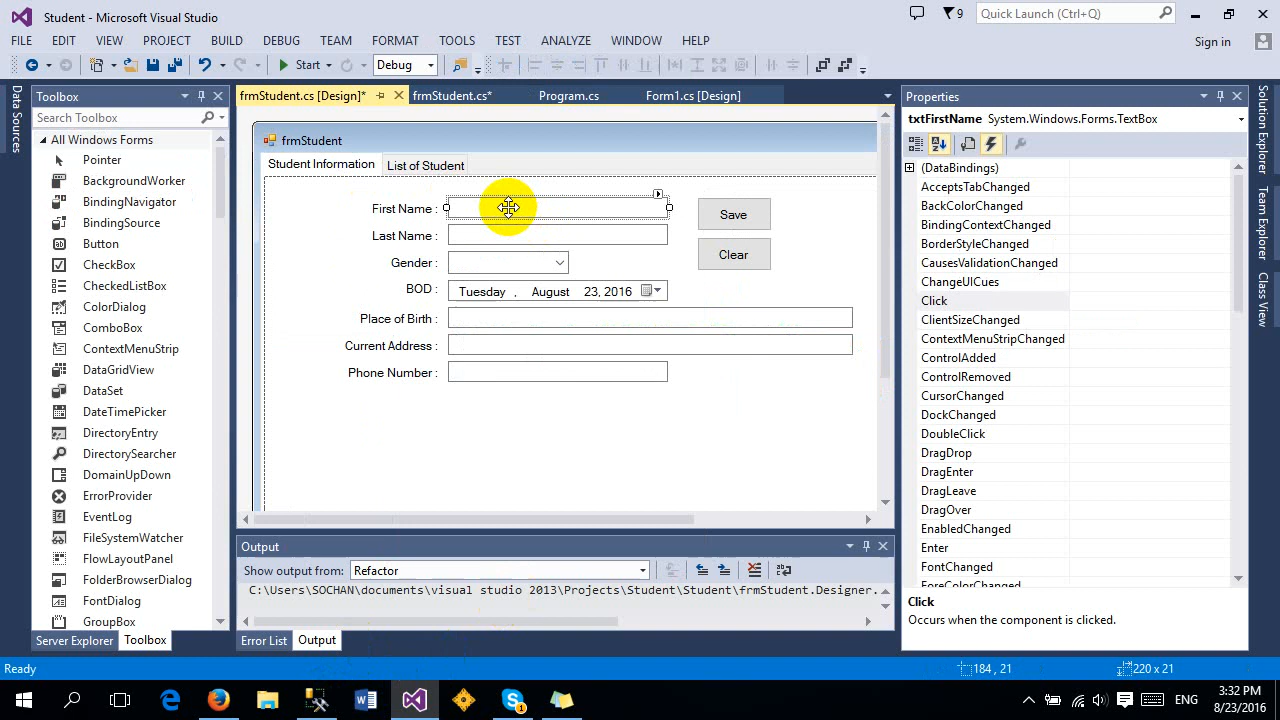 Student - Microsoft Visual Studio
9
Quick Launch (Ctrl+Q)
FILE EDIT VIEW PROJECT BUILD DEBUG TEAM FORMAT TOOLS TEST ANALYZE WINDOW HELP
Sign in
Start
Debug
Data Sources
Toolbox
Search Toolbox
All Windows Forms
Pointer
BackgroundWorker
BindingNavigator
BindingSource
Button
CheckBox
CheckedListBox
ColorDialog
ComboBox
ContextMenuStrip
DataGridView
DataSet
DateTimePicker
DirectoryEntry
DirectorySearcher
DomainUpDown
ErrorProvider
EventLog
FileSystemWatcher
FlowLayoutPanel
FolderBrowserDialog
FontDialog
GroupBox
Server Explorer Toolbox
frmStudent.cs [Design]* frmStudent.cs* Program.cs Form1.cs [Design]
frmStudent
Student Information List of Student
First Name :
Last Name :
Gender :
BOD : Tuesday , August 23, 2016
Place of Birth :
Current Address :
Phone Number :
Save
Clear
Output
Show output from: Refactor
C:\Users\SOCHAN\documents\visual studio 2013\Projects\Student\Student\frmStudent.Designer.
Error List Output
Properties
txtFirstName System.Windows.Forms.TextBox
(DataBindings)
AcceptsTabChanged
BackColorChanged
BindingContextChanged
BorderStyleChanged
CausesValidationChanged
ChangeUICues
Click
ClientSizeChanged
ContextMenuStripChanged
ControlAdded
ControlRemoved
CursorChanged
DockChanged
DoubleClick
DragDrop
DragEnter
DragLeave
DragOver
EnabledChanged
Enter
FontChanged
ForeColorChanged
Click
Occurs when the component is clicked.
Solution Explorer
Team Explorer
Class View
Ready
184 , 21
220 x 21
1
ENG
3:32 PM
8/23/2016